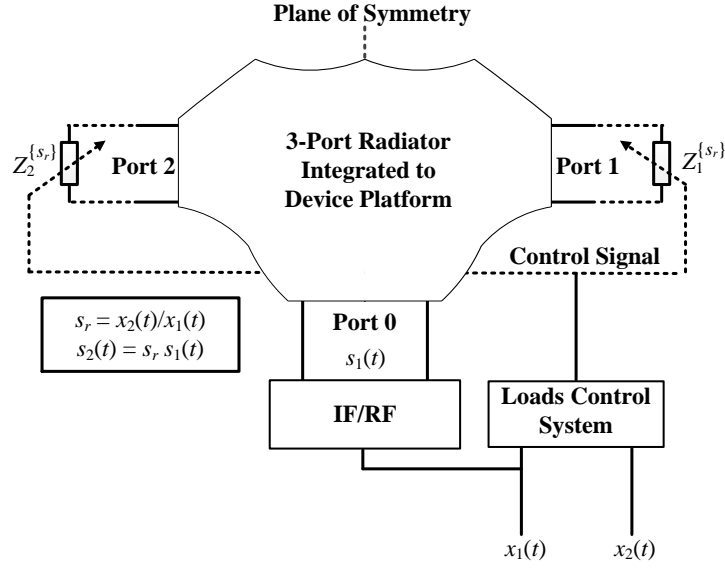 Plane of Symmetry
3-Port Radiator
Integrated to
Device Platform
Z_2^{s_r}
Port 2
Port 1
Z_1^{s_r}
Control Signal
s_r = x_2(t)/x_1(t)
s_2(t) = s_r s_1(t)
Port 0
s_1(t)
IF/RF
Loads Control
System
x_1(t)
x_2(t)